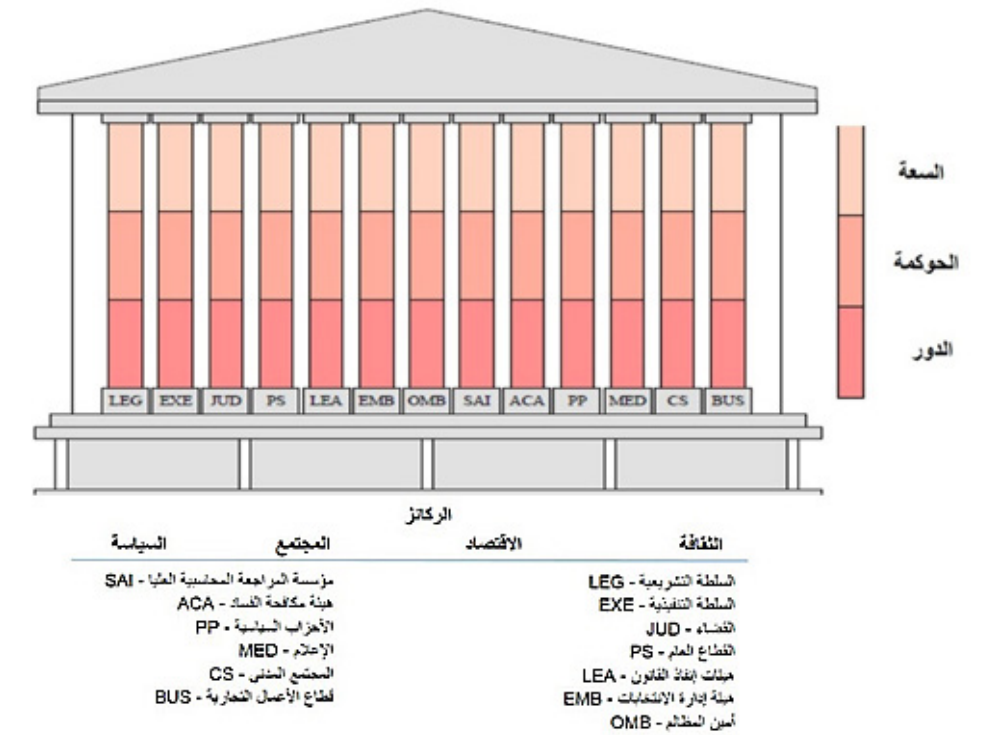 السعة
الحوكمة
الدور
LEG EXE JUD PS LEA EMB OMB SAI ACA PP MED CS BUS
الركائز
الثقافة الاقتصاد المجتمع السياسة
السلطة التشريعية - LEG
السلطة التنفيذية - EXE
القضاء - JUD
القطاع العام - PS
هيئات إنفاذ القانون - LEA
هيئة إدارة الانتخابات - EMB
أمين المظالم - OMB
مؤسسة المراجعة المحاسبية العليا - SAI
هيئة مكافحة الفساد - ACA
الأحزاب السياسية - PP
الإعلام - MED
المجتمع المدني - CS
قطاع الأعمال التجارية - BUS